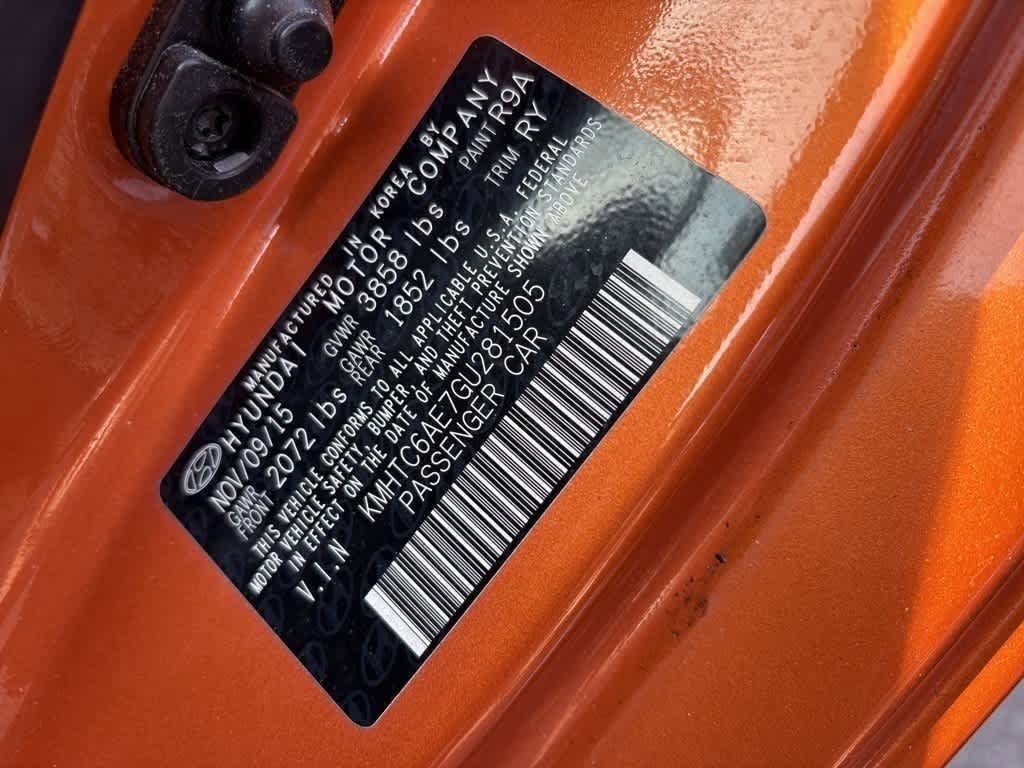 MANUFACTURED IN KOREA BY
HYUNDAI MOTOR COMPANY
NOV/09/15 GVWR 3858 lbs PAINT R9A
GAWR FRONT 2072 lbs GAWR REAR 1852 lbs TRIM RY
THIS VEHICLE CONFORMS TO ALL APPLICABLE U.S.A. FEDERAL
MOTOR VEHICLE SAFETY, BUMPER, AND THEFT PREVENTION STANDARDS
IN EFFECT ON THE DATE OF MANUFACTURE SHOWN ABOVE
V.I.N KMHTC6AE7GU281505
PASSENGER CAR